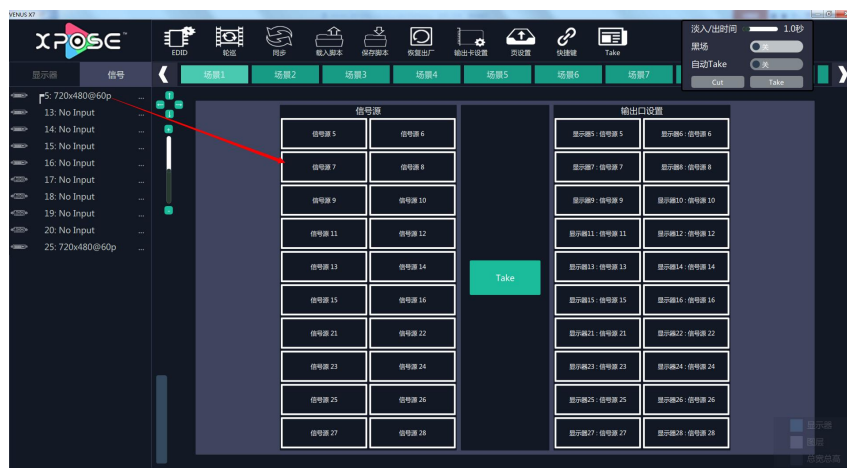 VENUS X7
XPOSE
EDID
轮巡
同步
载入脚本
保存脚本
恢复出厂
输出卡设置
页设置
快捷键
Take
淡入/出时间 1.0秒
黑场 关
自动Take 关
Cut Take
显示器 信号
场景1 场景2 场景3 场景4 场景5 场景6 场景7
5: 720x480@60p ...
13: No Input ...
14: No Input ...
15: No Input ...
16: No Input ...
17: No Input ...
18: No Input ...
19: No Input ...
20: No Input ...
25: 720x480@60p ...
信号源
信号源 5 信号源 6
信号源 7 信号源 8
信号源 9 信号源 10
信号源 11 信号源 12
信号源 13 信号源 14
信号源 15 信号源 16
信号源 21 信号源 22
信号源 23 信号源 24
信号源 25 信号源 26
信号源 27 信号源 28
Take
输出口设置
显示器5 : 信号源 5 显示器6 : 信号源 6
显示器7 : 信号源 7 显示器8 : 信号源 8
显示器9 : 信号源 9 显示器10 : 信号源 10
显示器11 : 信号源 11 显示器12 : 信号源 12
显示器13 : 信号源 13 显示器14 : 信号源 14
显示器15 : 信号源 15 显示器16 : 信号源 16
显示器21 : 信号源 21 显示器22 : 信号源 22
显示器23 : 信号源 23 显示器24 : 信号源 24
显示器25 : 信号源 25 显示器26 : 信号源 26
显示器27 : 信号源 27 显示器28 : 信号源 28
显示器
图层
总宽总高